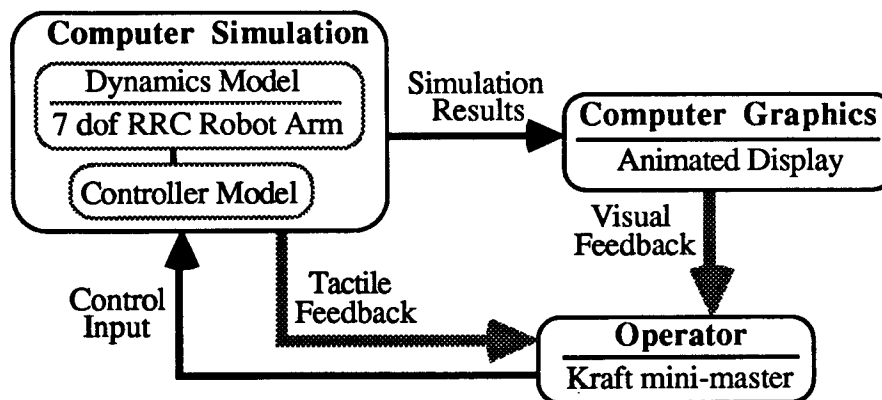 Computer Simulation
Dynamics Model
7 dof RRC Robot Arm
Controller Model
Simulation
Results
Computer Graphics
Animated Display
Visual
Feedback
Control
Input
Tactile
Feedback
Operator
Kraft mini-master